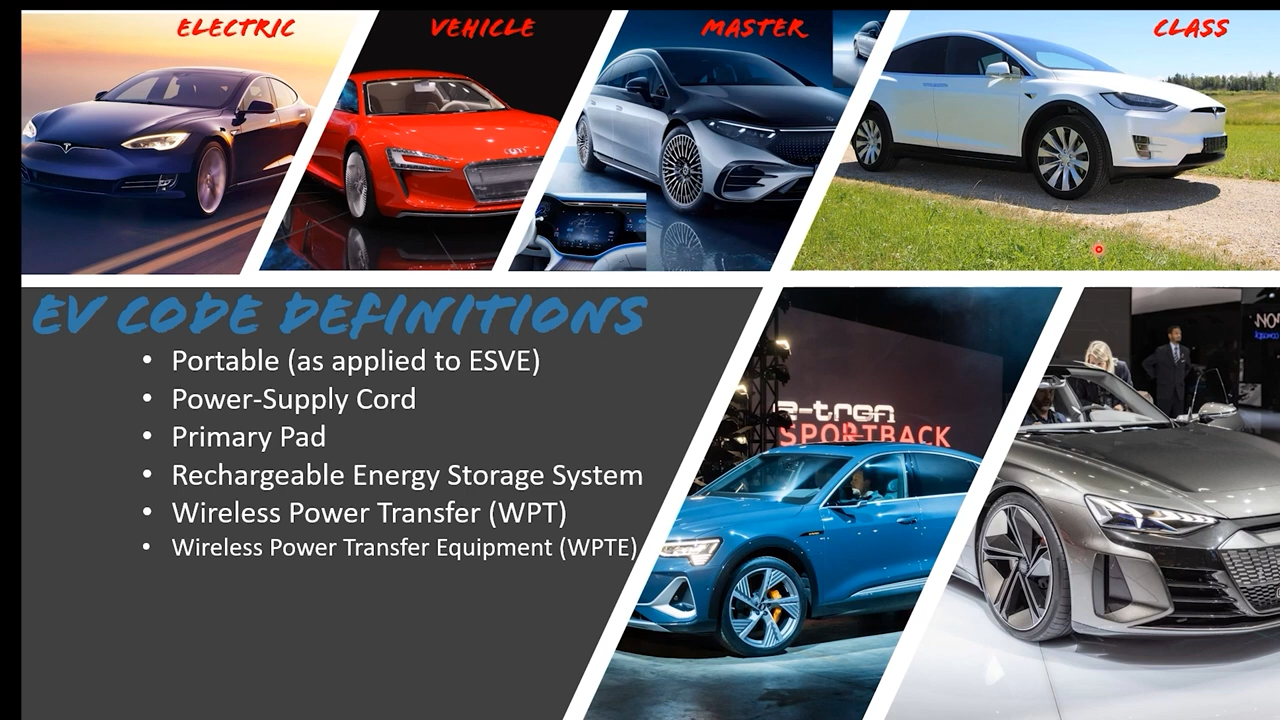 ELECTRIC VEHICLE MASTER CLASS
EV CODE DEFINITIONS
• Portable (as applied to ESVE)
• Power-Supply Cord
• Primary Pad
• Rechargeable Energy Storage System
• Wireless Power Transfer (WPT)
• Wireless Power Transfer Equipment (WPTE)
e-tron
SPORTBACK